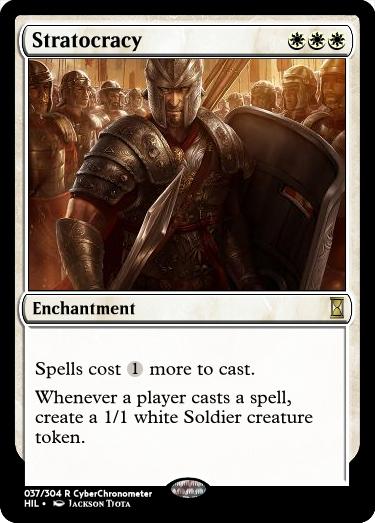 Stratocracy
Enchantment
Spells cost 1 more to cast.
Whenever a player casts a spell,
create a 1/1 white Soldier creature
token.
037/304 R CyberChronometer
HIL • Jackson Tjota